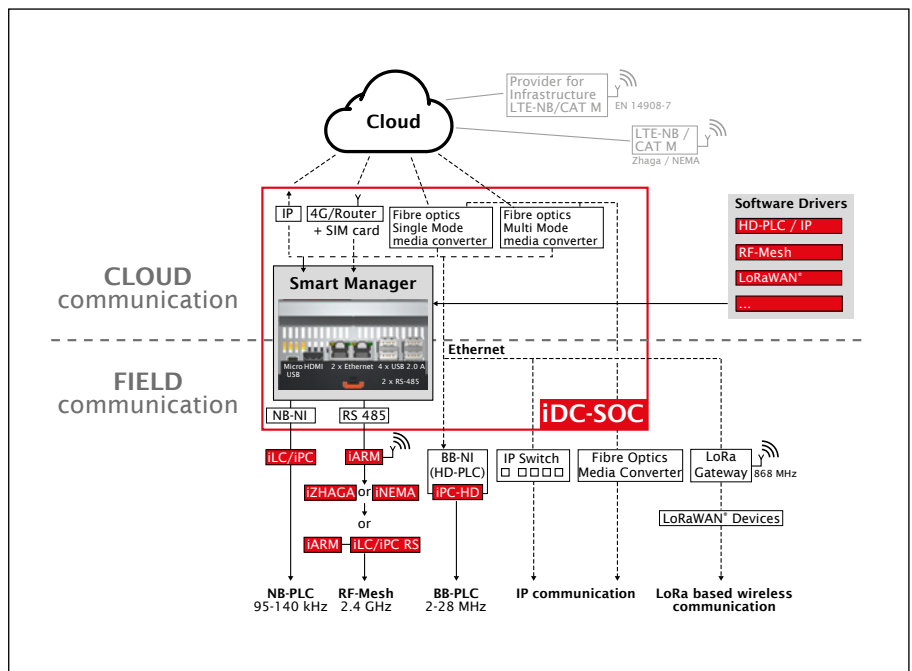 Provider for
Infrastructure
LTE-NB/CAT M
EN 14908-7
Cloud
LTE-NB /
CAT M
Zhaga / NEMA
IP
4G/Router
+ SIM card
Fibre optics
Single Mode
media converter
Fibre optics
Multi Mode
media converter
Software Drivers
HD-PLC / IP
RF-Mesh
LoRaWAN®
...
CLOUD
communication
Smart Manager
Micro
USB
HDMI
2 x Ethernet
4 x USB 2.0 A
2 x RS-485
Ethernet
FIELD
communication
NB-NI
RS 485
iDC-SOC
iLC/iPC
iARM
BB-NI
(HD-PLC)
iPC-HD
IP Switch
Fibre Optics
Media Converter
LoRa
Gateway
868 MHz
iZHAGA or iNEMA
or
iARM
iLC/iPC RS
LoRaWAN® Devices
NB-PLC
95-140 kHz
RF-Mesh
2.4 GHz
BB-PLC
2-28 MHz
IP communication
LoRa based wireless
communication